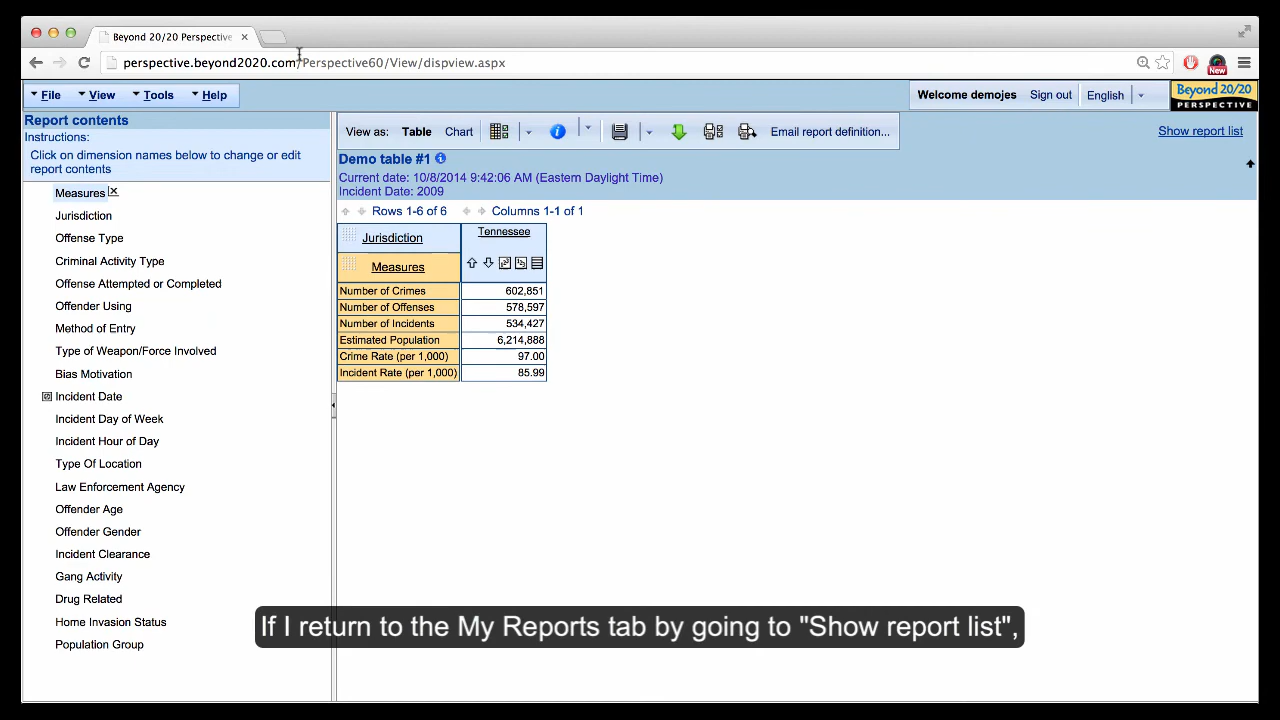 Beyond 20/20 Perspective
perspective.beyond2020.com/Perspective60/View/dispview.aspx
New
File View Tools Help
Welcome demojes Sign out English
Beyond 20/20
PERSPECTIVE
Report contents
Instructions:
Click on dimension names below to change or edit
report contents
Measures
Jurisdiction
Offense Type
Criminal Activity Type
Offense Attempted or Completed
Offender Using
Method of Entry
Type of Weapon/Force Involved
Bias Motivation
Incident Date
Incident Day of Week
Incident Hour of Day
Type Of Location
Law Enforcement Agency
Offender Age
Offender Gender
Incident Clearance
Gang Activity
Drug Related
Home Invasion Status
Population Group
View as: Table Chart Email report definition...
Show report list
Demo table #1
Current date: 10/8/2014 9:42:06 AM (Eastern Daylight Time)
Incident Date: 2009
Rows 1-6 of 6 Columns 1-1 of 1
Jurisdiction Tennessee
Measures
Number of Crimes 602,851
Number of Offenses 578,597
Number of Incidents 534,427
Estimated Population 6,214,888
Crime Rate (per 1,000) 97.00
Incident Rate (per 1,000) 85.99
If I return to the My Reports tab by going to "Show report list",